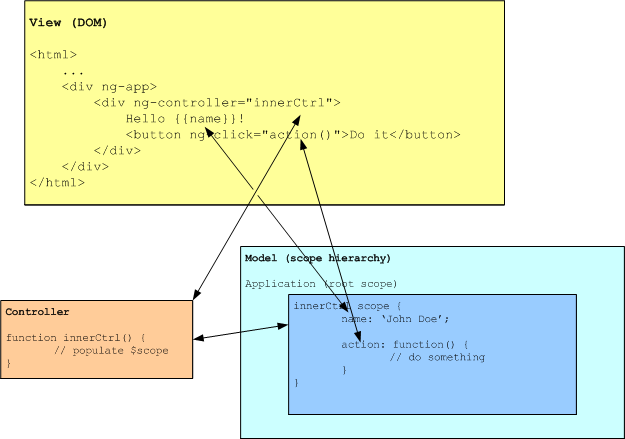 View (DOM)
<html>
...
<div ng-app>
<div ng-controller="innerCtrl">
Hello {{name}}!
<button ng-click="action()">Do it</button>
</div>
</div>
</html>
Model (scope hierarchy)
Application (root scope)
innerCtrl scope {
name: ‘John Doe’;
action: function() {
// do something
}
}
Controller
function innerCtrl() {
// populate $scope
}